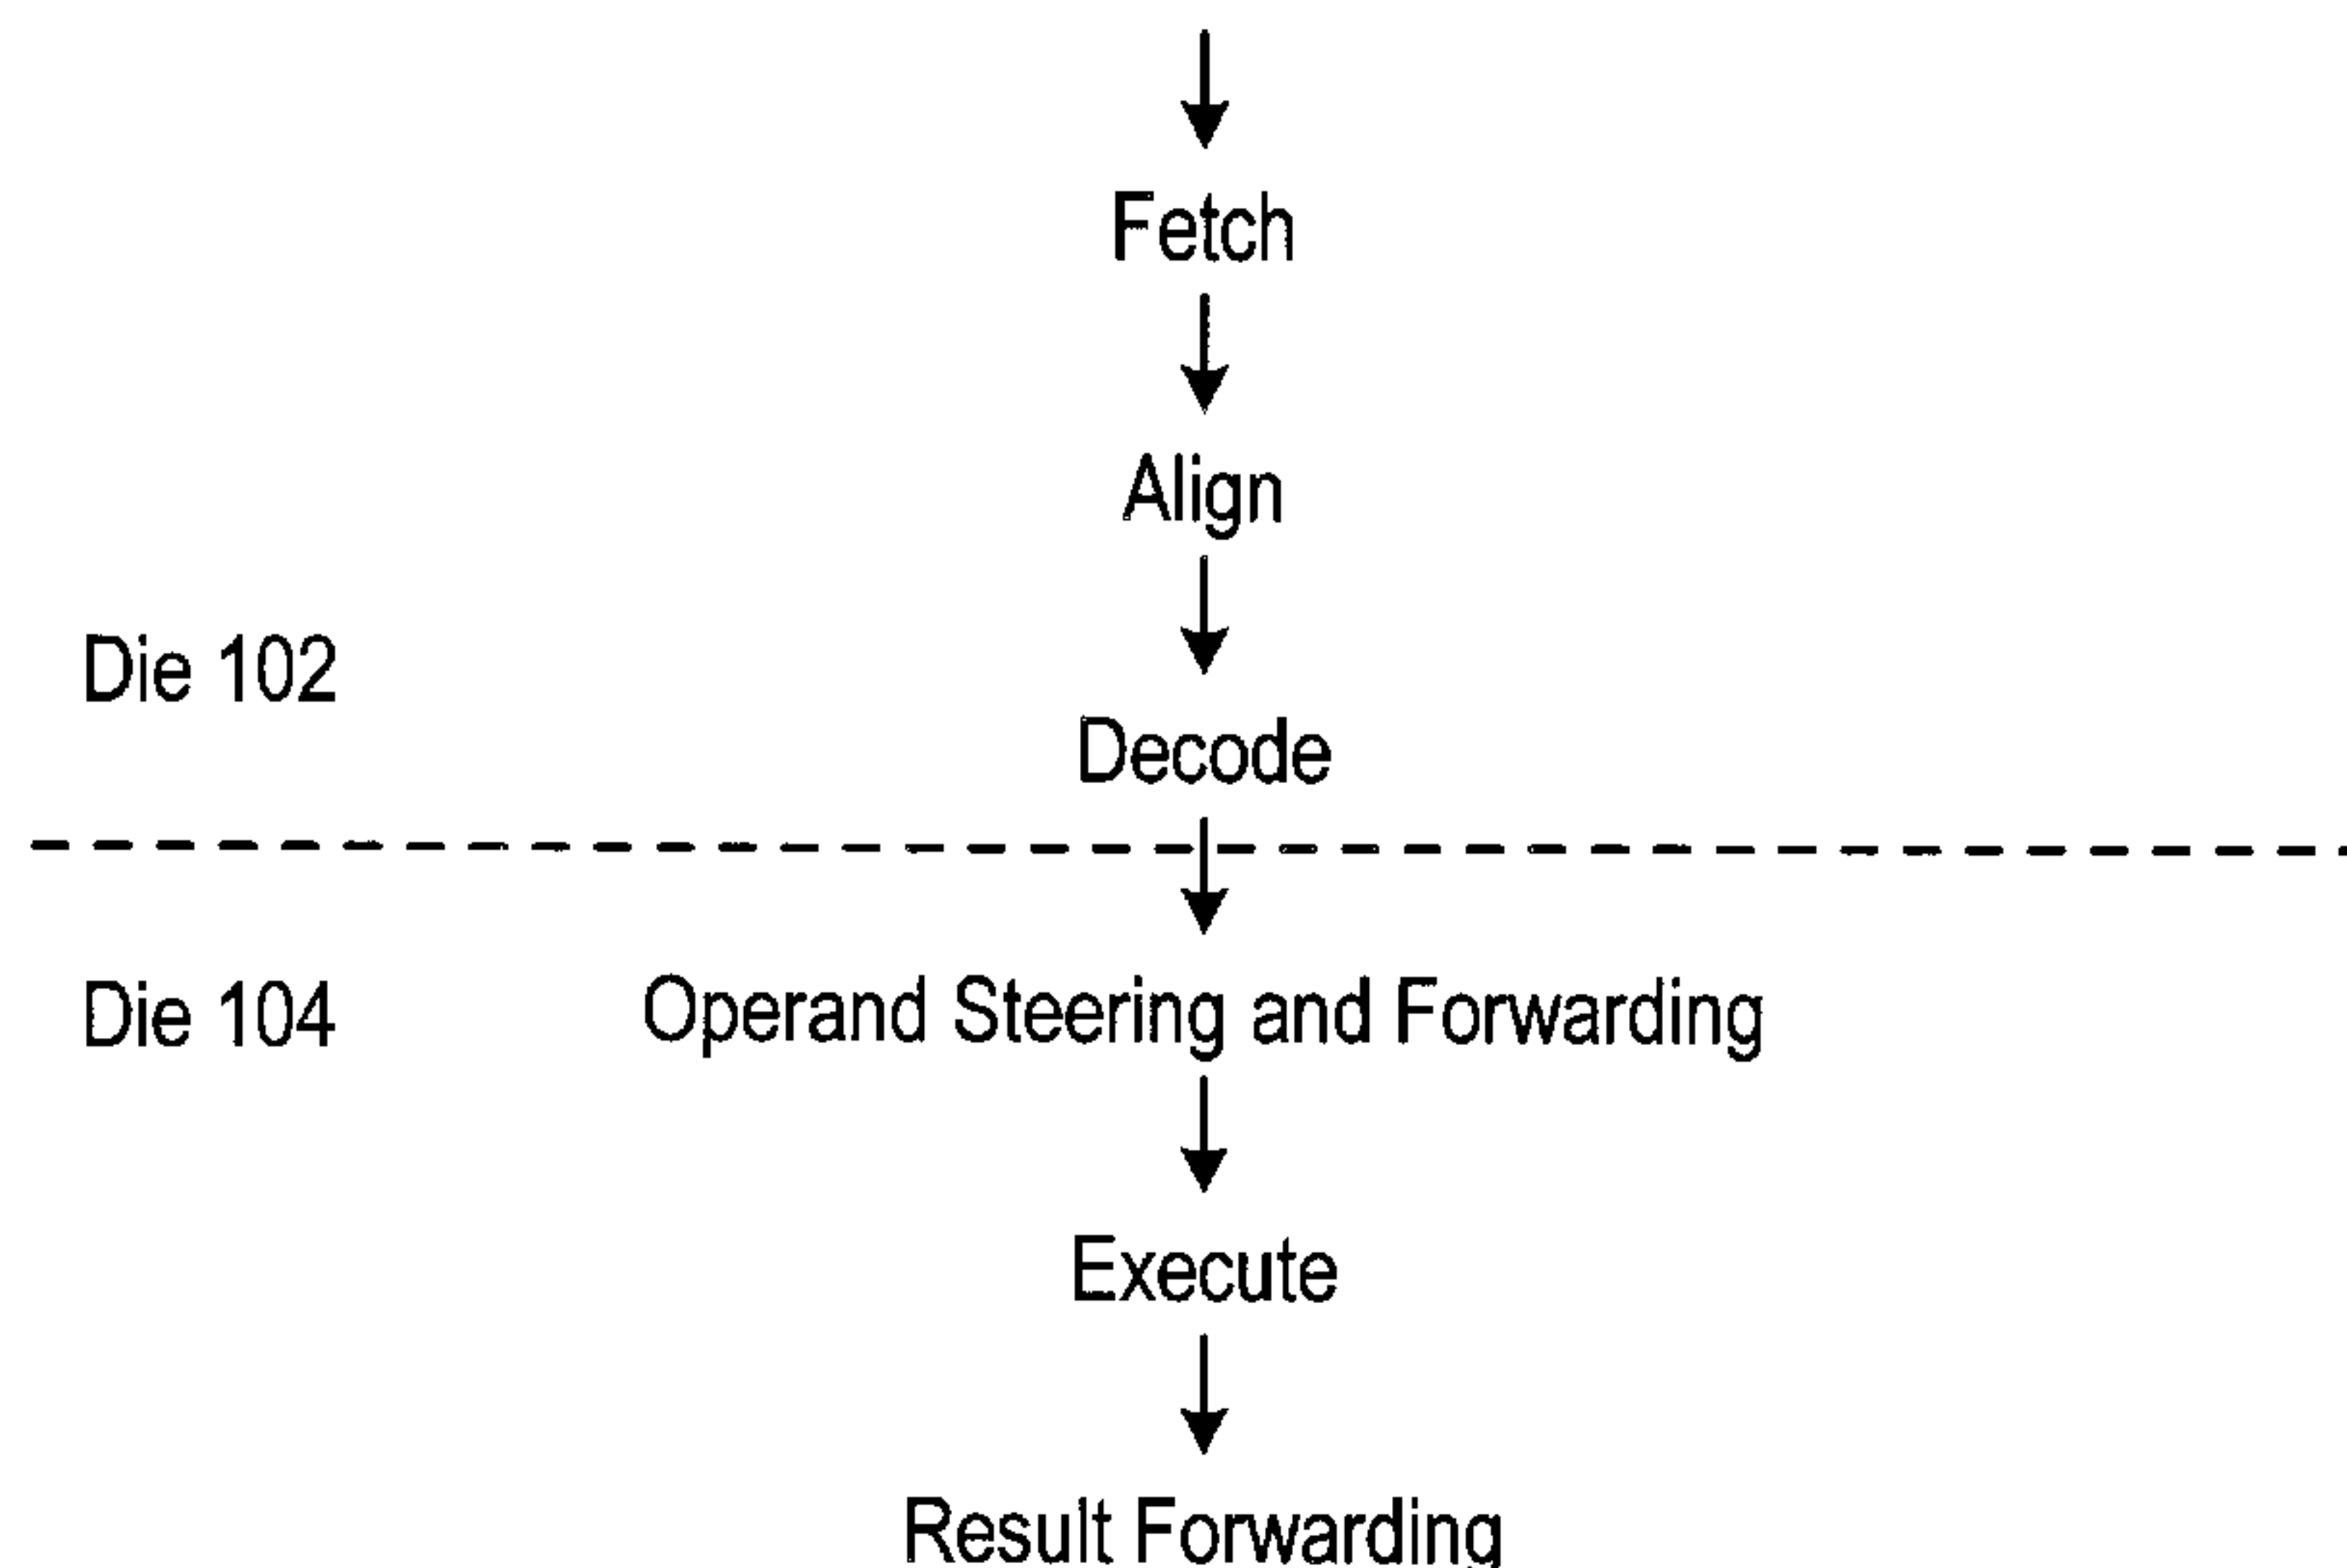 Fetch
Align
Die 102
Decode
Die 104 Operand Steering and Forwarding
Execute
Result Forwarding